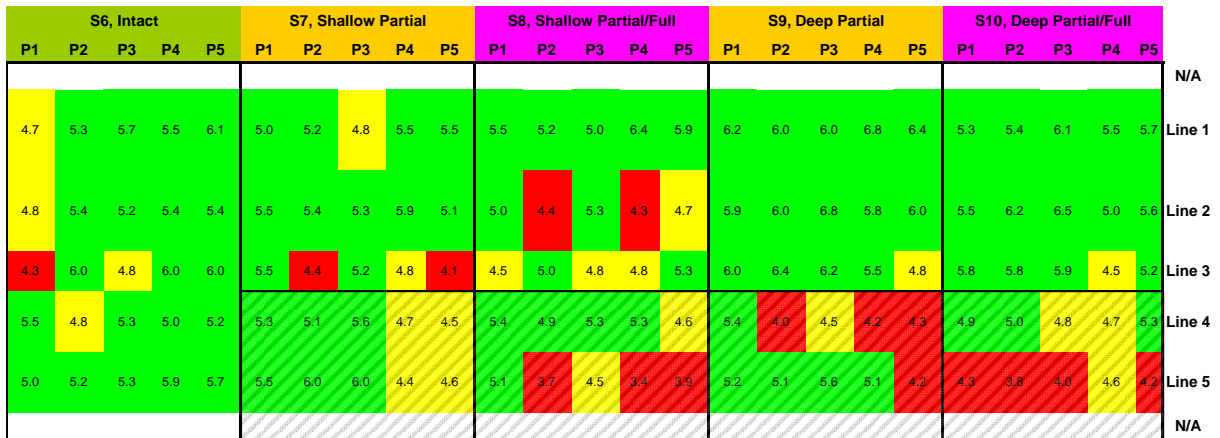 S6, Intact S7, Shallow Partial S8, Shallow Partial/Full S9, Deep Partial S10, Deep Partial/Full
P1 P2 P3 P4 P5 P1 P2 P3 P4 P5 P1 P2 P3 P4 P5 P1 P2 P3 P4 P5 P1 P2 P3 P4 P5
N/A
4.7 5.3 5.7 5.5 6.1 5.0 5.2 4.8 5.5 5.5 5.5 5.2 5.0 6.4 5.9 6.2 6.0 6.0 6.8 6.4 5.3 5.4 6.1 5.5 5.7 Line 1
4.8 5.4 5.2 5.4 5.4 5.5 5.4 5.3 5.9 5.1 5.0 4.4 5.3 4.3 4.7 5.9 6.0 6.8 5.8 6.0 5.5 6.2 6.5 5.0 5.6 Line 2
4.3 6.0 4.8 6.0 6.0 5.5 4.4 5.2 4.8 4.1 4.5 5.0 4.8 4.8 5.3 6.0 6.4 6.2 5.5 4.8 5.8 5.8 5.9 4.5 5.2 Line 3
5.5 4.8 5.3 5.0 5.2 5.3 5.1 5.6 4.7 4.5 5.4 4.9 5.3 5.3 4.6 5.4 4.0 4.5 4.2 4.3 4.9 5.0 4.8 4.7 5.3 Line 4
5.0 5.2 5.3 5.9 5.7 5.5 6.0 6.0 4.4 4.6 5.1 3.7 4.5 3.4 3.9 5.2 5.1 5.6 5.1 4.2 4.3 3.8 4.0 4.6 4.2 Line 5
N/A